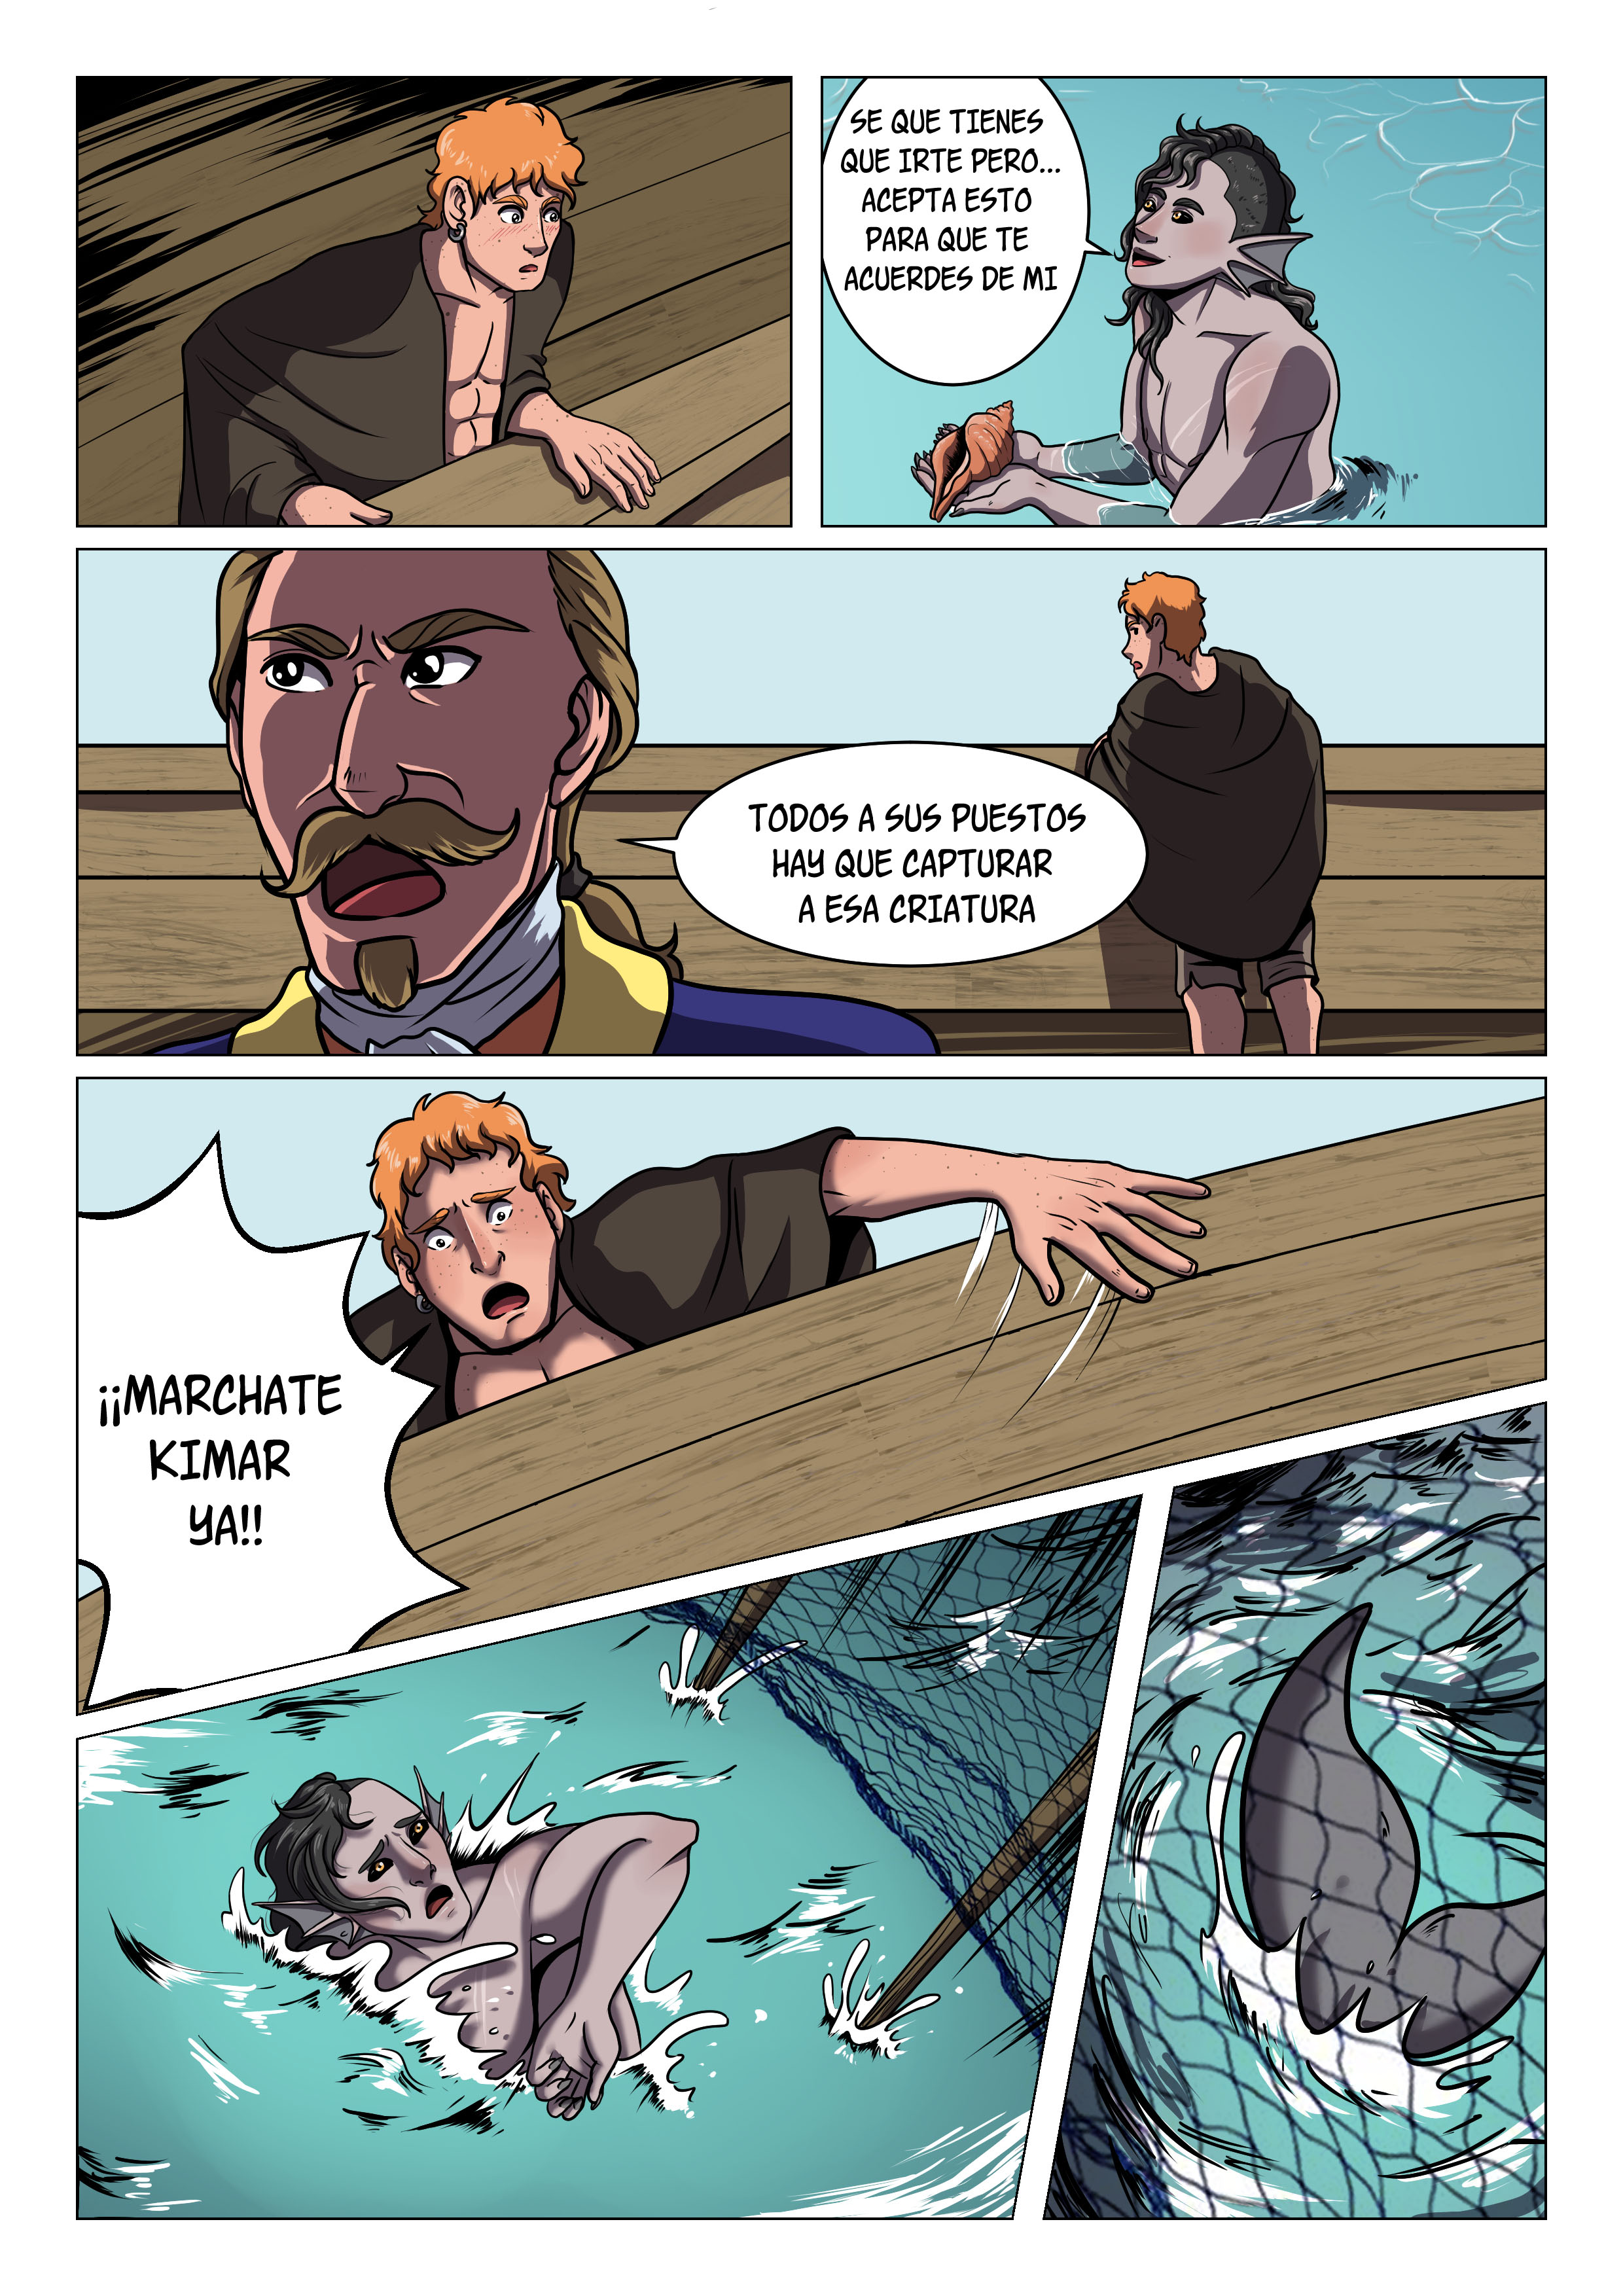 SE QUE TIENES
QUE IRTE PERO...
ACEPTA ESTO
PARA QUE TE
ACUERDES DE MI
TODOS A SUS PUESTOS
HAY QUE CAPTURAR
A ESA CRIATURA
¡¡MARCHATE
KIMAR
YA!!